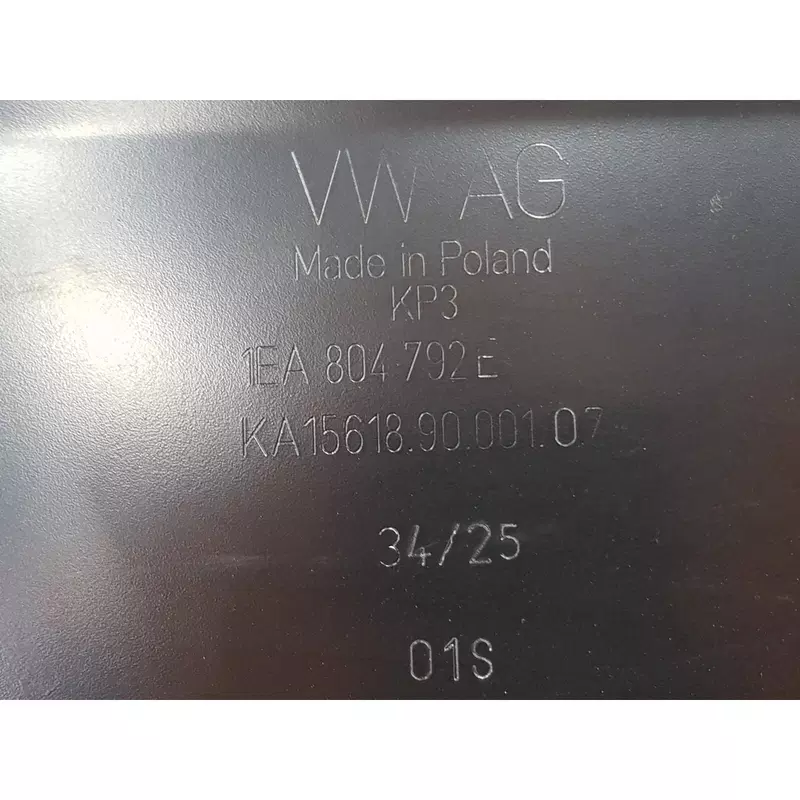 VW AG
Made in Poland
KP3
1EA 804 792 E
KA15618.90.001.07
34/25
01S